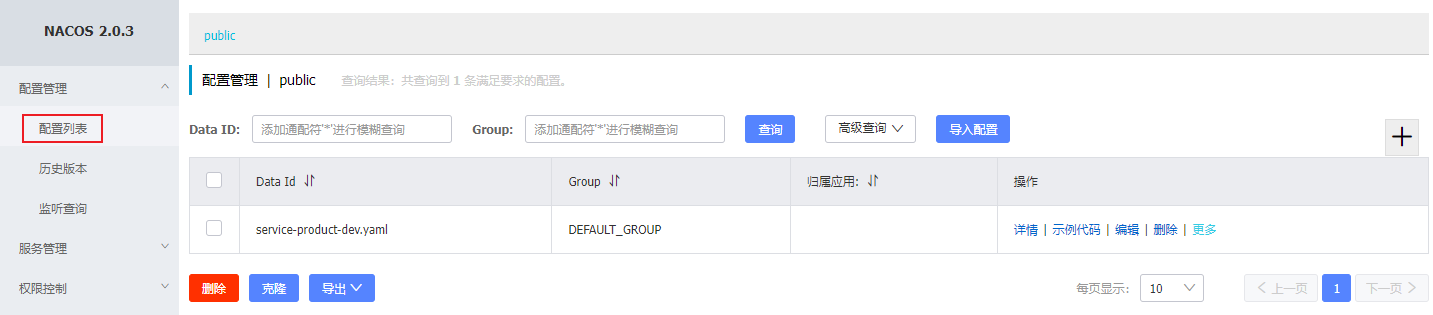 NACOS 2.0.3
配置管理
配置列表
历史版本
监听查询
服务管理
权限控制
public
配置管理 | public 查询结果：共查询到 1 条满足要求的配置。
Data ID: 添加通配符'*'进行模糊查询 Group: 添加通配符'*'进行模糊查询 查询 高级查询 导入配置
Data Id Group 归属应用: 操作
service-product-dev.yaml DEFAULT_GROUP 详情 | 示例代码 | 编辑 | 删除 | 更多
删除 克隆 导出 每页显示: 10 上一页 1 下一页